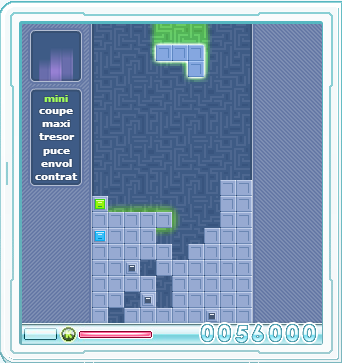 mini
coupe
maxi
tresor
puce
envol
contrat
0056000